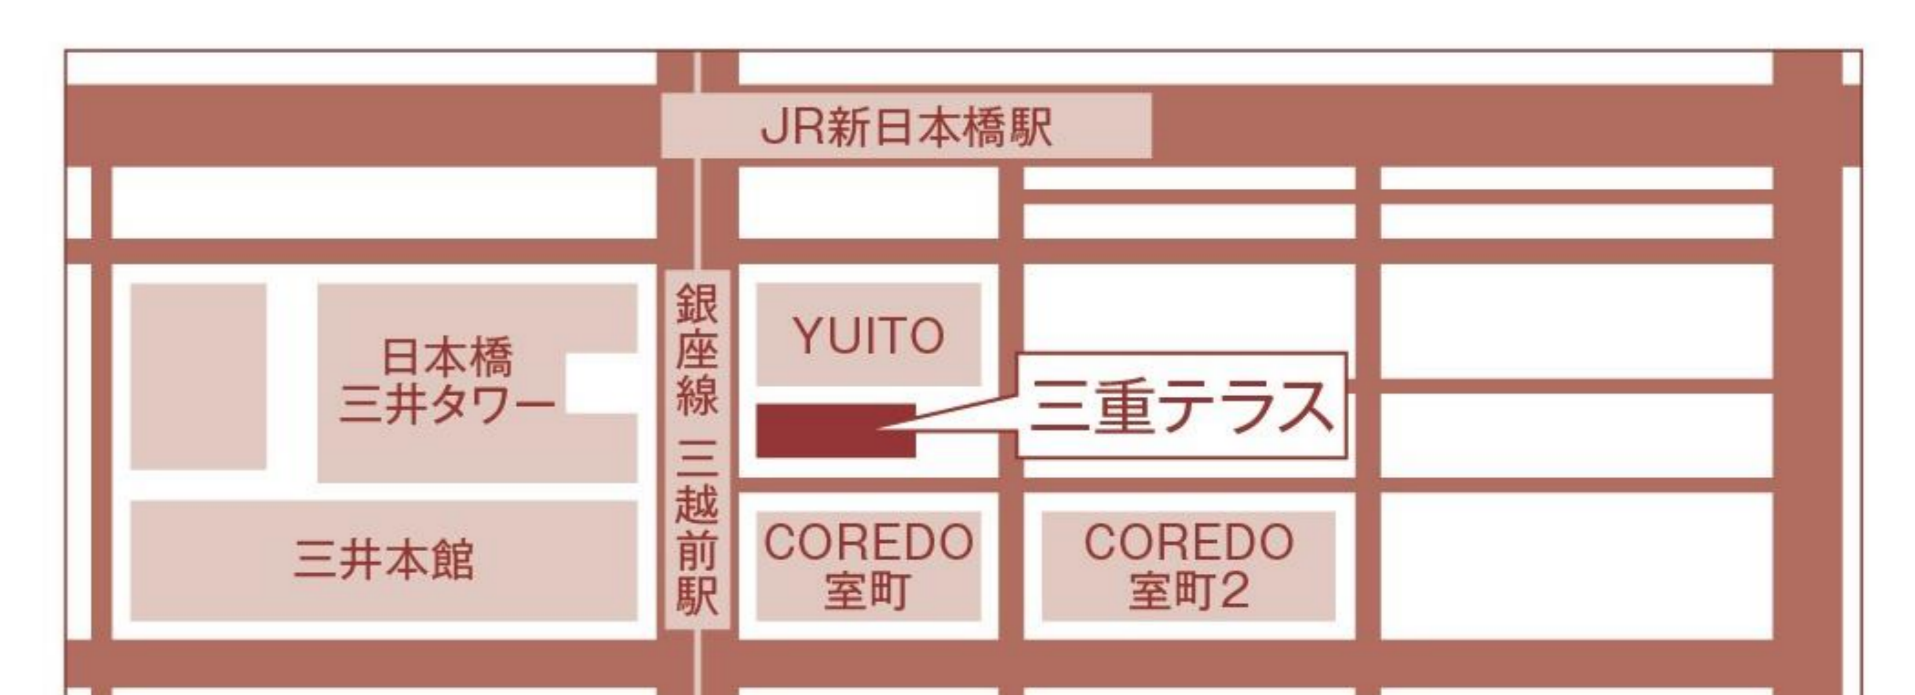 JR新日本橋駅
日本橋
三井タワー
三井本館
銀座線 三越前駅
YUITO
三重テラス
COREDO
室町
COREDO
室町2